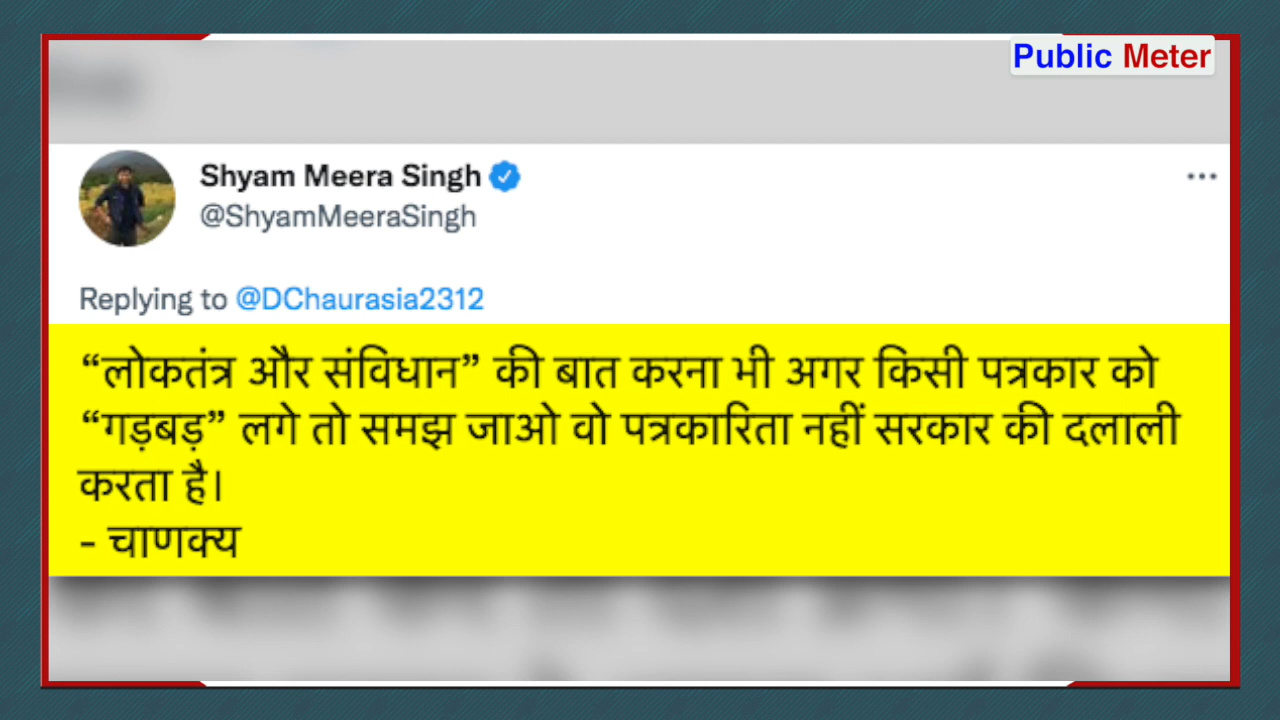 Public Meter
Shyam Meera Singh
@ShyamMeeraSingh
Replying to @DChaurasia2312
“लोकतंत्र और संविधान” की बात करना भी अगर किसी पत्रकार को
“गड़बड़” लगे तो समझ जाओ वो पत्रकारिता नहीं सरकार की दलाली
करता है।
- चाणक्य